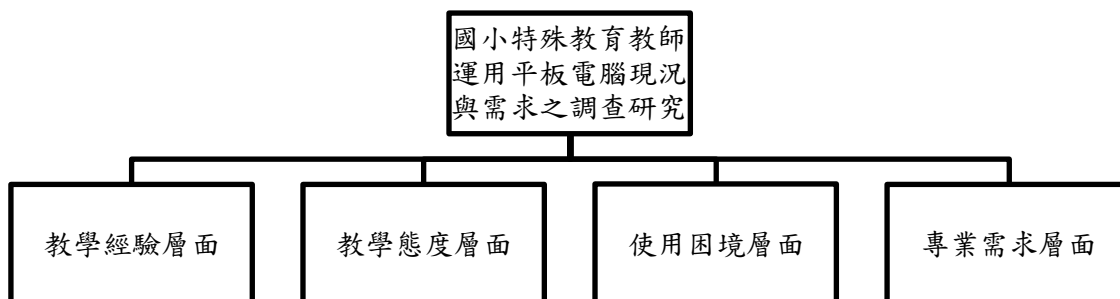 國小特殊教育教師
運用平板電腦現況
與需求之調查研究
教學經驗層面
教學態度層面
使用困境層面
專業需求層面